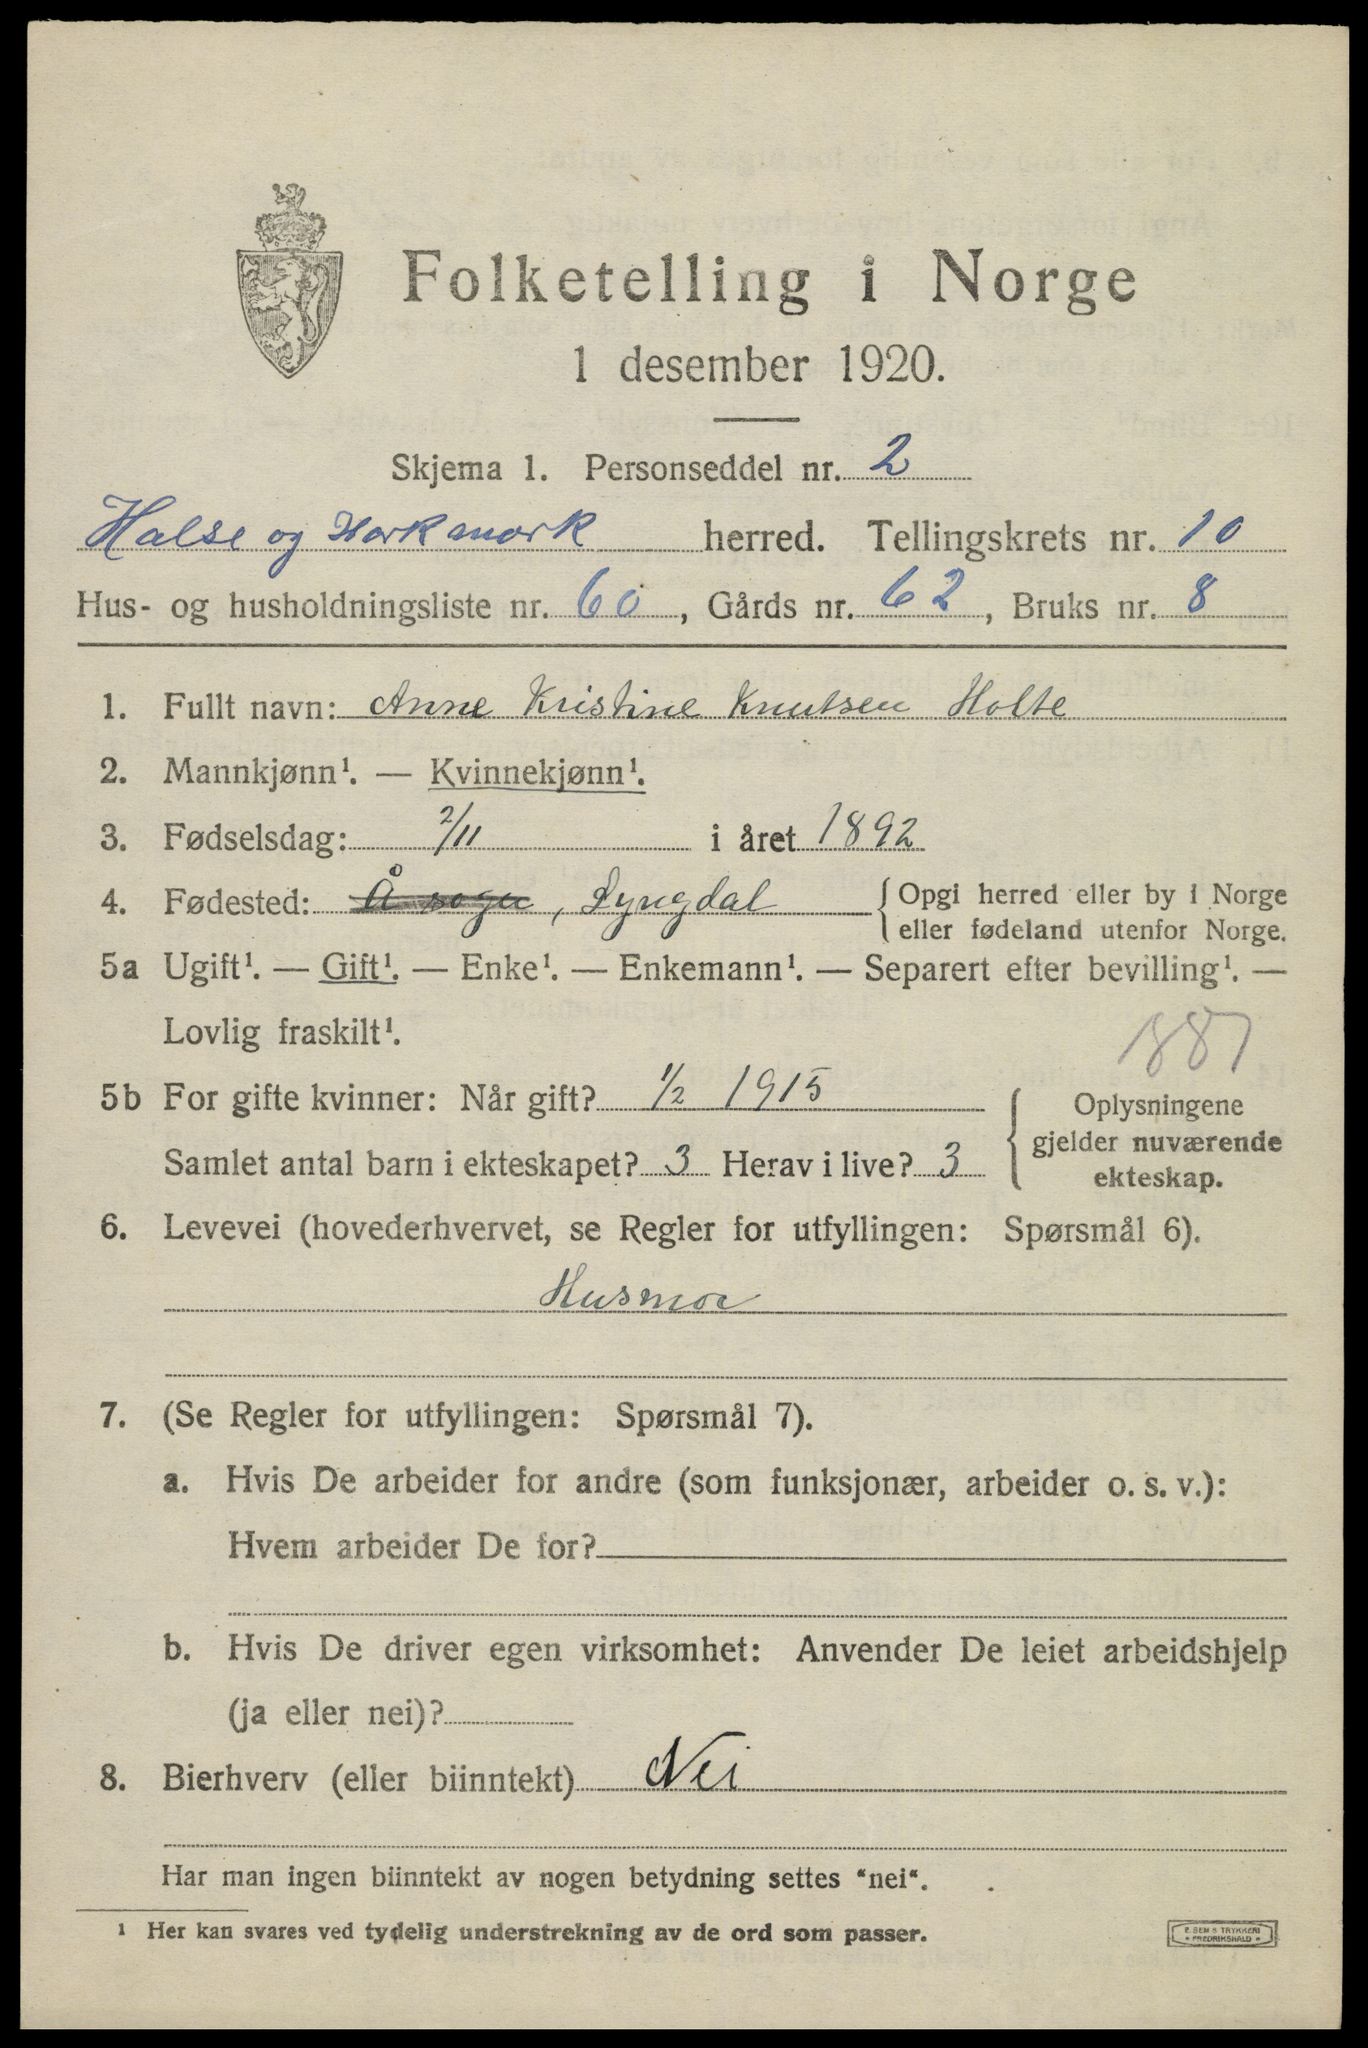 Folketelling i Norge
1 desember 1920.
Skjema 1. Personseddel nr. 2
Halse og Harkmark herred. Tellingskrets nr. 10
Hus- og husholdningsliste nr. 60, Gårds nr. 62, Bruks nr. 8
1. Fullt navn: Anne Kristine Knutsen Holte
2. Mannkjønn¹. — Kvinnekjønn¹.
3. Fødselsdag: 2/11 i året 1892
4. Fødested: Å sogn, Lyngdal {Opgi herred eller by i Norge
eller fødeland utenfor Norge.
5a Ugift¹. — Gift¹. — Enke¹. — Enkemann¹. — Separert efter bevilling¹. —
Lovlig fraskilt¹.
1887
5b For gifte kvinner: Når gift? 1/2 1915
Samlet antal barn i ekteskapet? 3 Herav i live? 3
Oplysningene
gjelder nuværende
ekteskap.
6. Levevei (hovederhvervet, se Regler for utfyllingen: Spørsmål 6).
Husmor
7. (Se Regler for utfyllingen: Spørsmål 7).
a. Hvis De arbeider for andre (som funksjonær, arbeider o. s. v.):
Hvem arbeider De for?
b. Hvis De driver egen virksomhet: Anvender De leiet arbeidshjelp
(ja eller nei)?
8. Bierhverv (eller biinntekt) Nei
Har man ingen biinntekt av nogen betydning settes “nei“.
¹ Her kan svares ved tydelig understrekning av de ord som passer.
E. SEM S TRYKKERI
FREDRIKSHALD